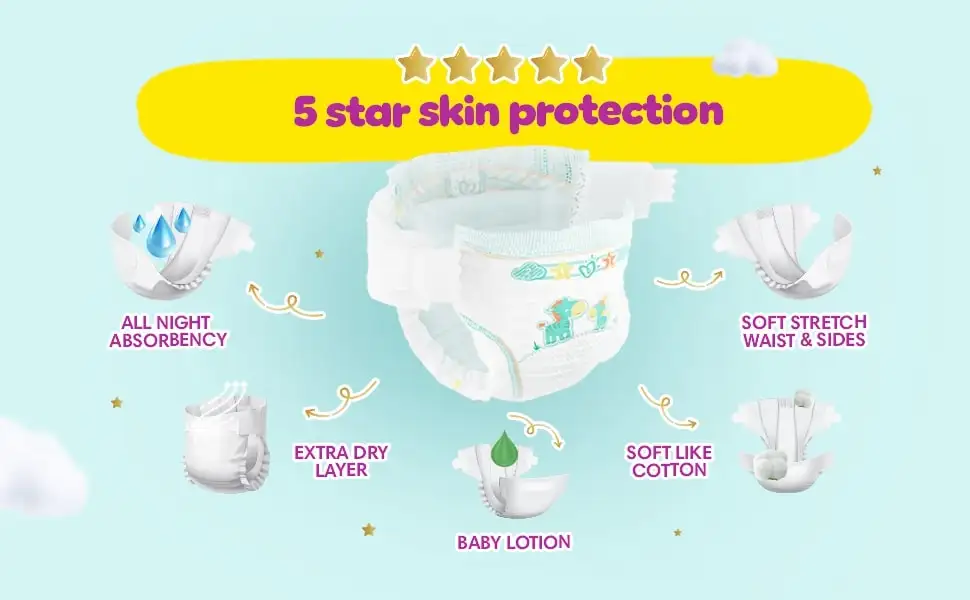 5 star skin protection
ALL NIGHT
ABSORBENCY
SOFT STRETCH
WAIST & SIDES
EXTRA DRY
LAYER
SOFT LIKE
COTTON
BABY LOTION